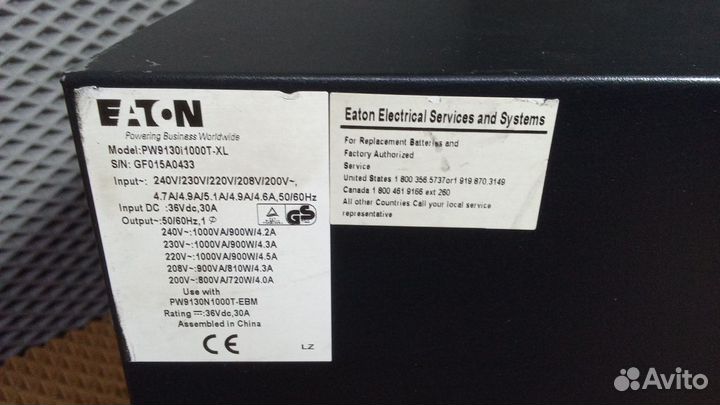 EATON
Powering Business Worldwide
Model:PW9130i1000T-XL
S/N: GF015A0433
Input~: 240V/230V/220V/208V/200V~,
4.7A/4.9A/5.1A/4.9A/4.6A,50/60Hz
Input DC :36Vdc,30A
Output~:50/60Hz,1 ϕ
240V~:1000VA/900W/4.2A
230V~:1000VA/900W/4.3A
220V~:1000VA/900W/4.5A
208V~:900VA/810W/4.3A
200V~:800VA/720W/4.0A
Use with
PW9130N1000T-EBM
Rating ⎓:36Vdc,30A
Assembled in China
GS
CE
LZ
Eaton Electrical Services and Systems
For Replacement Batteries and
Factory Authorized
Service
United States 1 800 356.5737or1 919 870.3149
Canada 1 800 461 9166 ext 260
All other Countries Call your local service
representative
Avito